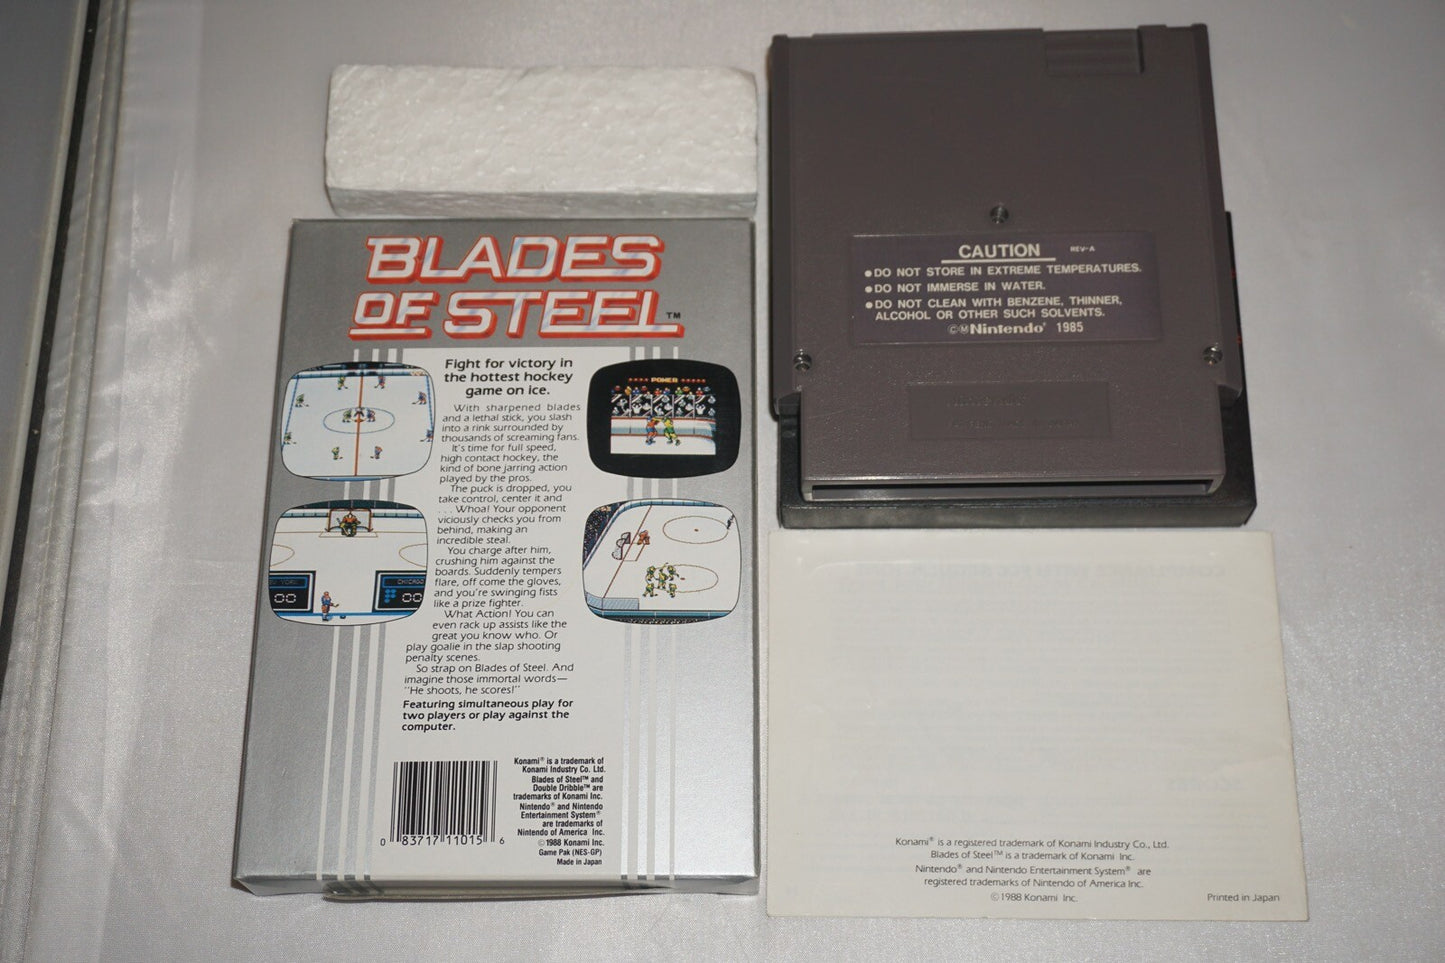 BLADES
OF STEEL™
Fight for victory in
the hottest hockey
game on ice.
With sharpened blades
and a lethal stick, you slash
into a rink surrounded by
thousands of screaming fans.
It's time for full speed,
high contact hockey, the
kind of bone jarring action
played by the pros.
The puck is dropped, you
take control, center it and
. . . Whoa! Your opponent
viciously checks you from
behind, making an
incredible steal.
You charge after him,
crushing him against the
boards. Suddenly tempers
flare, off come the gloves,
and you're swinging fists
like a prize fighter.
What Action! You can
even rack up assists like the
great you know who. Or
play goalie in the slap shooting
penalty scenes.
So strap on Blades of Steel. And
imagine those immortal words—
"He shoots, he scores!"
Featuring simultaneous play for
two players or play against the
computer.
POWER
YORK
00
CHICAGO
00
0 83717 11015 6
Konami® is a trademark of
Konami Industry Co. Ltd.
Blades of Steel™ and
Double Dribble™ are
trademarks of Konami Inc.
Nintendo® and Nintendo
Entertainment System®
are trademarks of
Nintendo of America Inc.
©1988 Konami Inc.
Game Pak (NES-GP)
Made in Japan
CAUTION REV-A
●DO NOT STORE IN EXTREME TEMPERATURES.
●DO NOT IMMERSE IN WATER.
●DO NOT CLEAN WITH BENZENE, THINNER,
ALCOHOL OR OTHER SUCH SOLVENTS.
©Ⓜ Nintendo® 1985
Konami® is a registered trademark of Konami Industry Co., Ltd.
Blades of Steel™ is a trademark of Konami Inc.
Nintendo® and Nintendo Entertainment System® are
registered trademarks of Nintendo of America Inc.
©1988 Konami Inc.
Printed in Japan